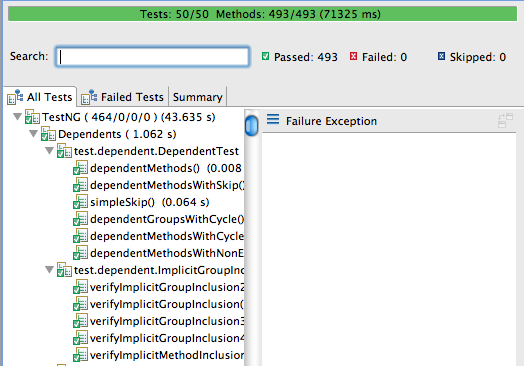 Tests: 50/50 Methods: 493/493 (71325 ms)
Search: Passed: 493 Failed: 0 Skipped: 0
All Tests Failed Tests Summary
TestNG ( 464/0/0/0 ) (43.635 s)
Failure Exception
Dependents ( 1.062 s)
test.dependent.DependentTest
dependentMethods() (0.008
dependentMethodsWithSkip()
simpleSkip() (0.064 s)
dependentGroupsWithCycle()
dependentMethodsWithCycle
dependentMethodsWithNonE
test.dependent.ImplicitGroupInc
verifyImplicitGroupInclusion2
verifyImplicitGroupInclusion(
verifyImplicitGroupInclusion3
verifyImplicitGroupInclusion4
verifyImplicitMethodInclusion